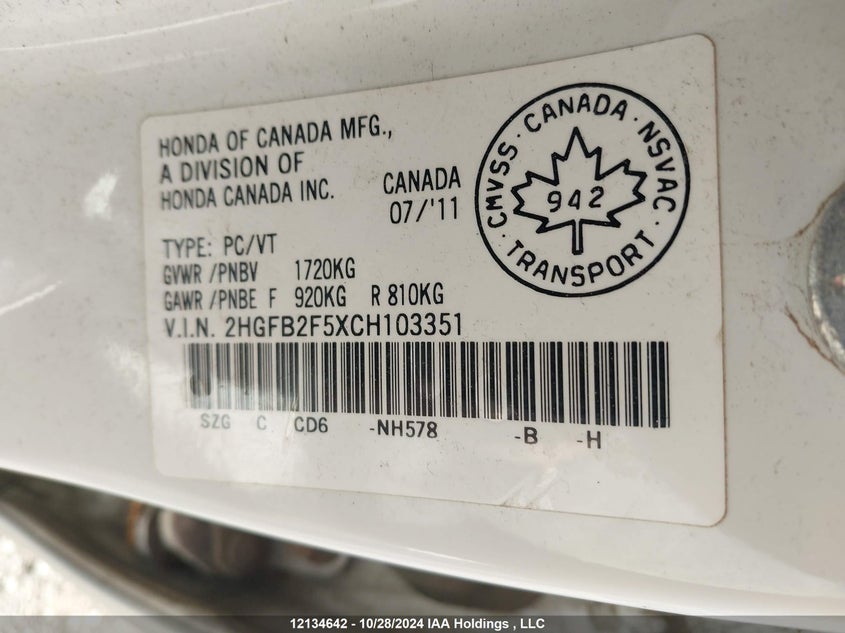 HONDA OF CANADA MFG.,
A DIVISION OF
HONDA CANADA INC.
CANADA
07/'11
TYPE: PC/VT
GVWR /PNBV 1720KG
GAWR /PNBE F 920KG R 810KG
V.I.N. 2HGFB2F5XCH103351
SZG C CD6 -NH578 -B -H
CMVSS · CANADA · NSVAC · TRANSPORT ·
942
12134642 - 10/28/2024 IAA Holdings , LLC